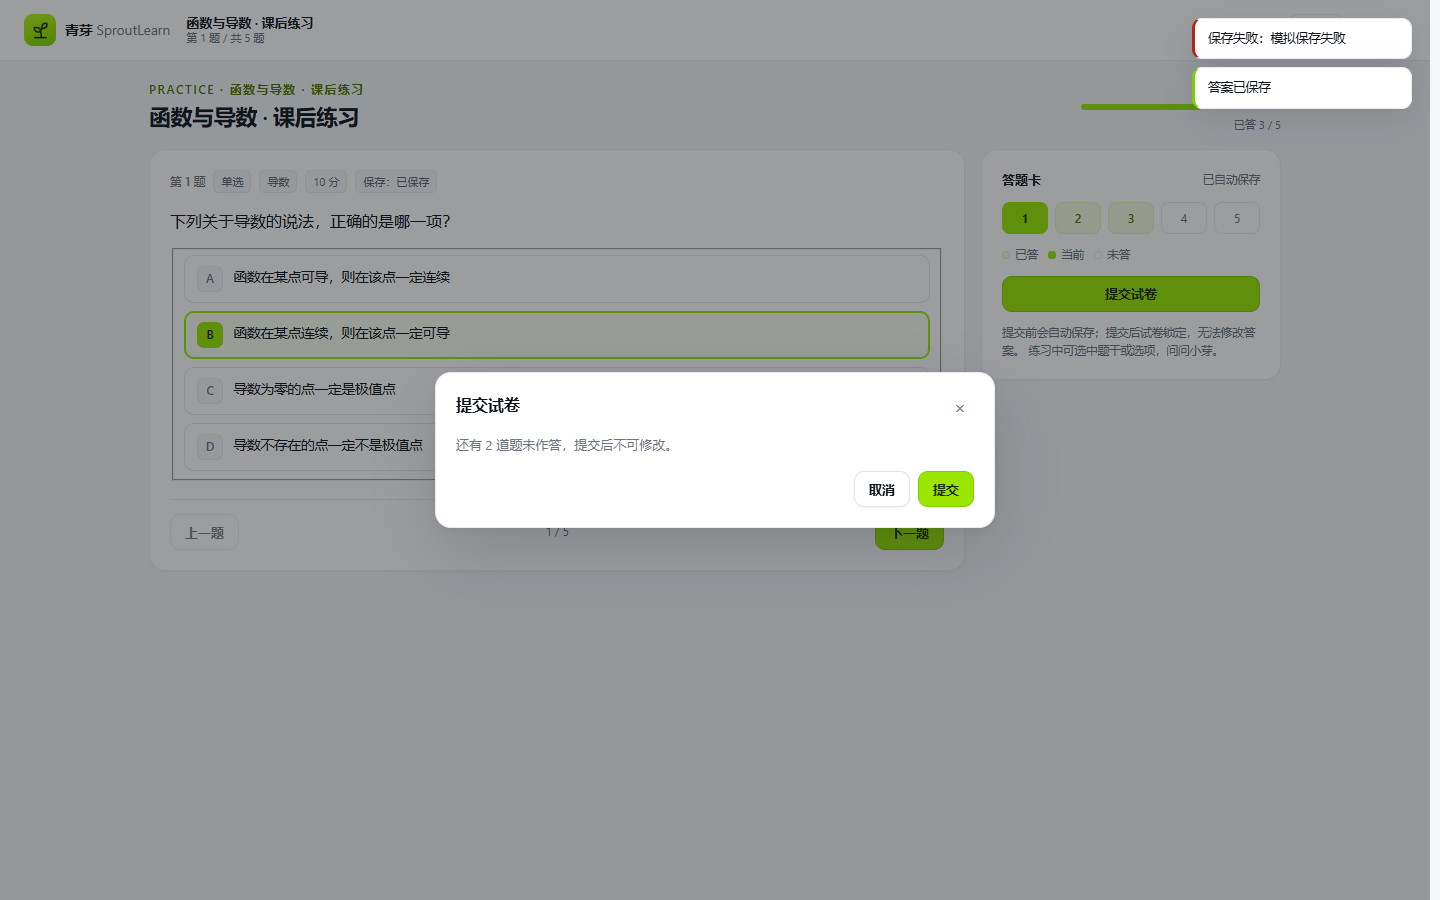 青芽 SproutLearn
函数与导数 · 课后练习
第 1 题 / 共 5 题
保存失败：模拟保存失败
答案已保存
PRACTICE · 函数与导数 · 课后练习
函数与导数 · 课后练习
已答 3 / 5
第 1 题 单选 导数 10 分 保存：已保存
下列关于导数的说法，正确的是哪一项？
A 函数在某点可导，则在该点一定连续
B 函数在某点连续，则在该点一定可导
C 导数为零的点一定是极值点
D 导数不存在的点一定不是极值点
上一题
1 / 5
下一题
答题卡 已自动保存
1 2 3 4 5
已答 当前 未答
提交试卷
提交前会自动保存；提交后试卷锁定，无法修改答
案。 练习中可选中题干或选项，问问小芽。
提交试卷
×
还有 2 道题未作答，提交后不可修改。
取消 提交